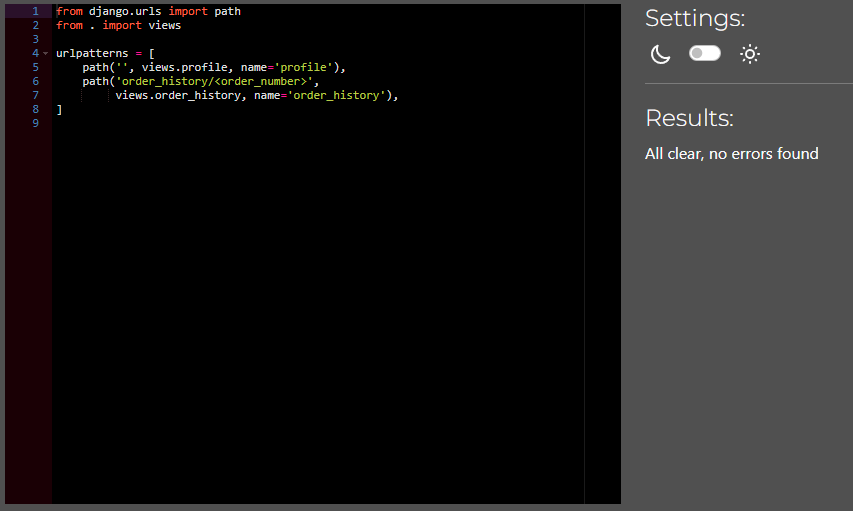 1 from django.urls import path
2 from . import views
3
4 urlpatterns = [
5     path('', views.profile, name='profile'),
6     path('order_history/<order_number>',
7          views.order_history, name='order_history'),
8 ]
9
Settings:
Results:
All clear, no errors found